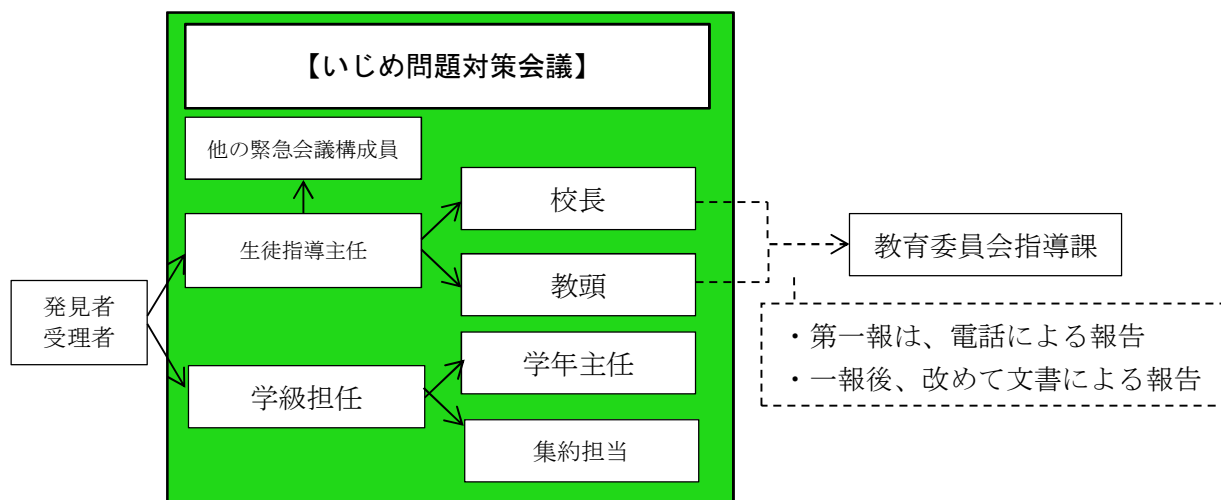 【いじめ問題対策会議】
他の緊急会議構成員
校長
生徒指導主任
教育委員会指導課
教頭
発見者
受理者
・第一報は、電話による報告
・一報後、改めて文書による報告
学年主任
学級担任
集約担当